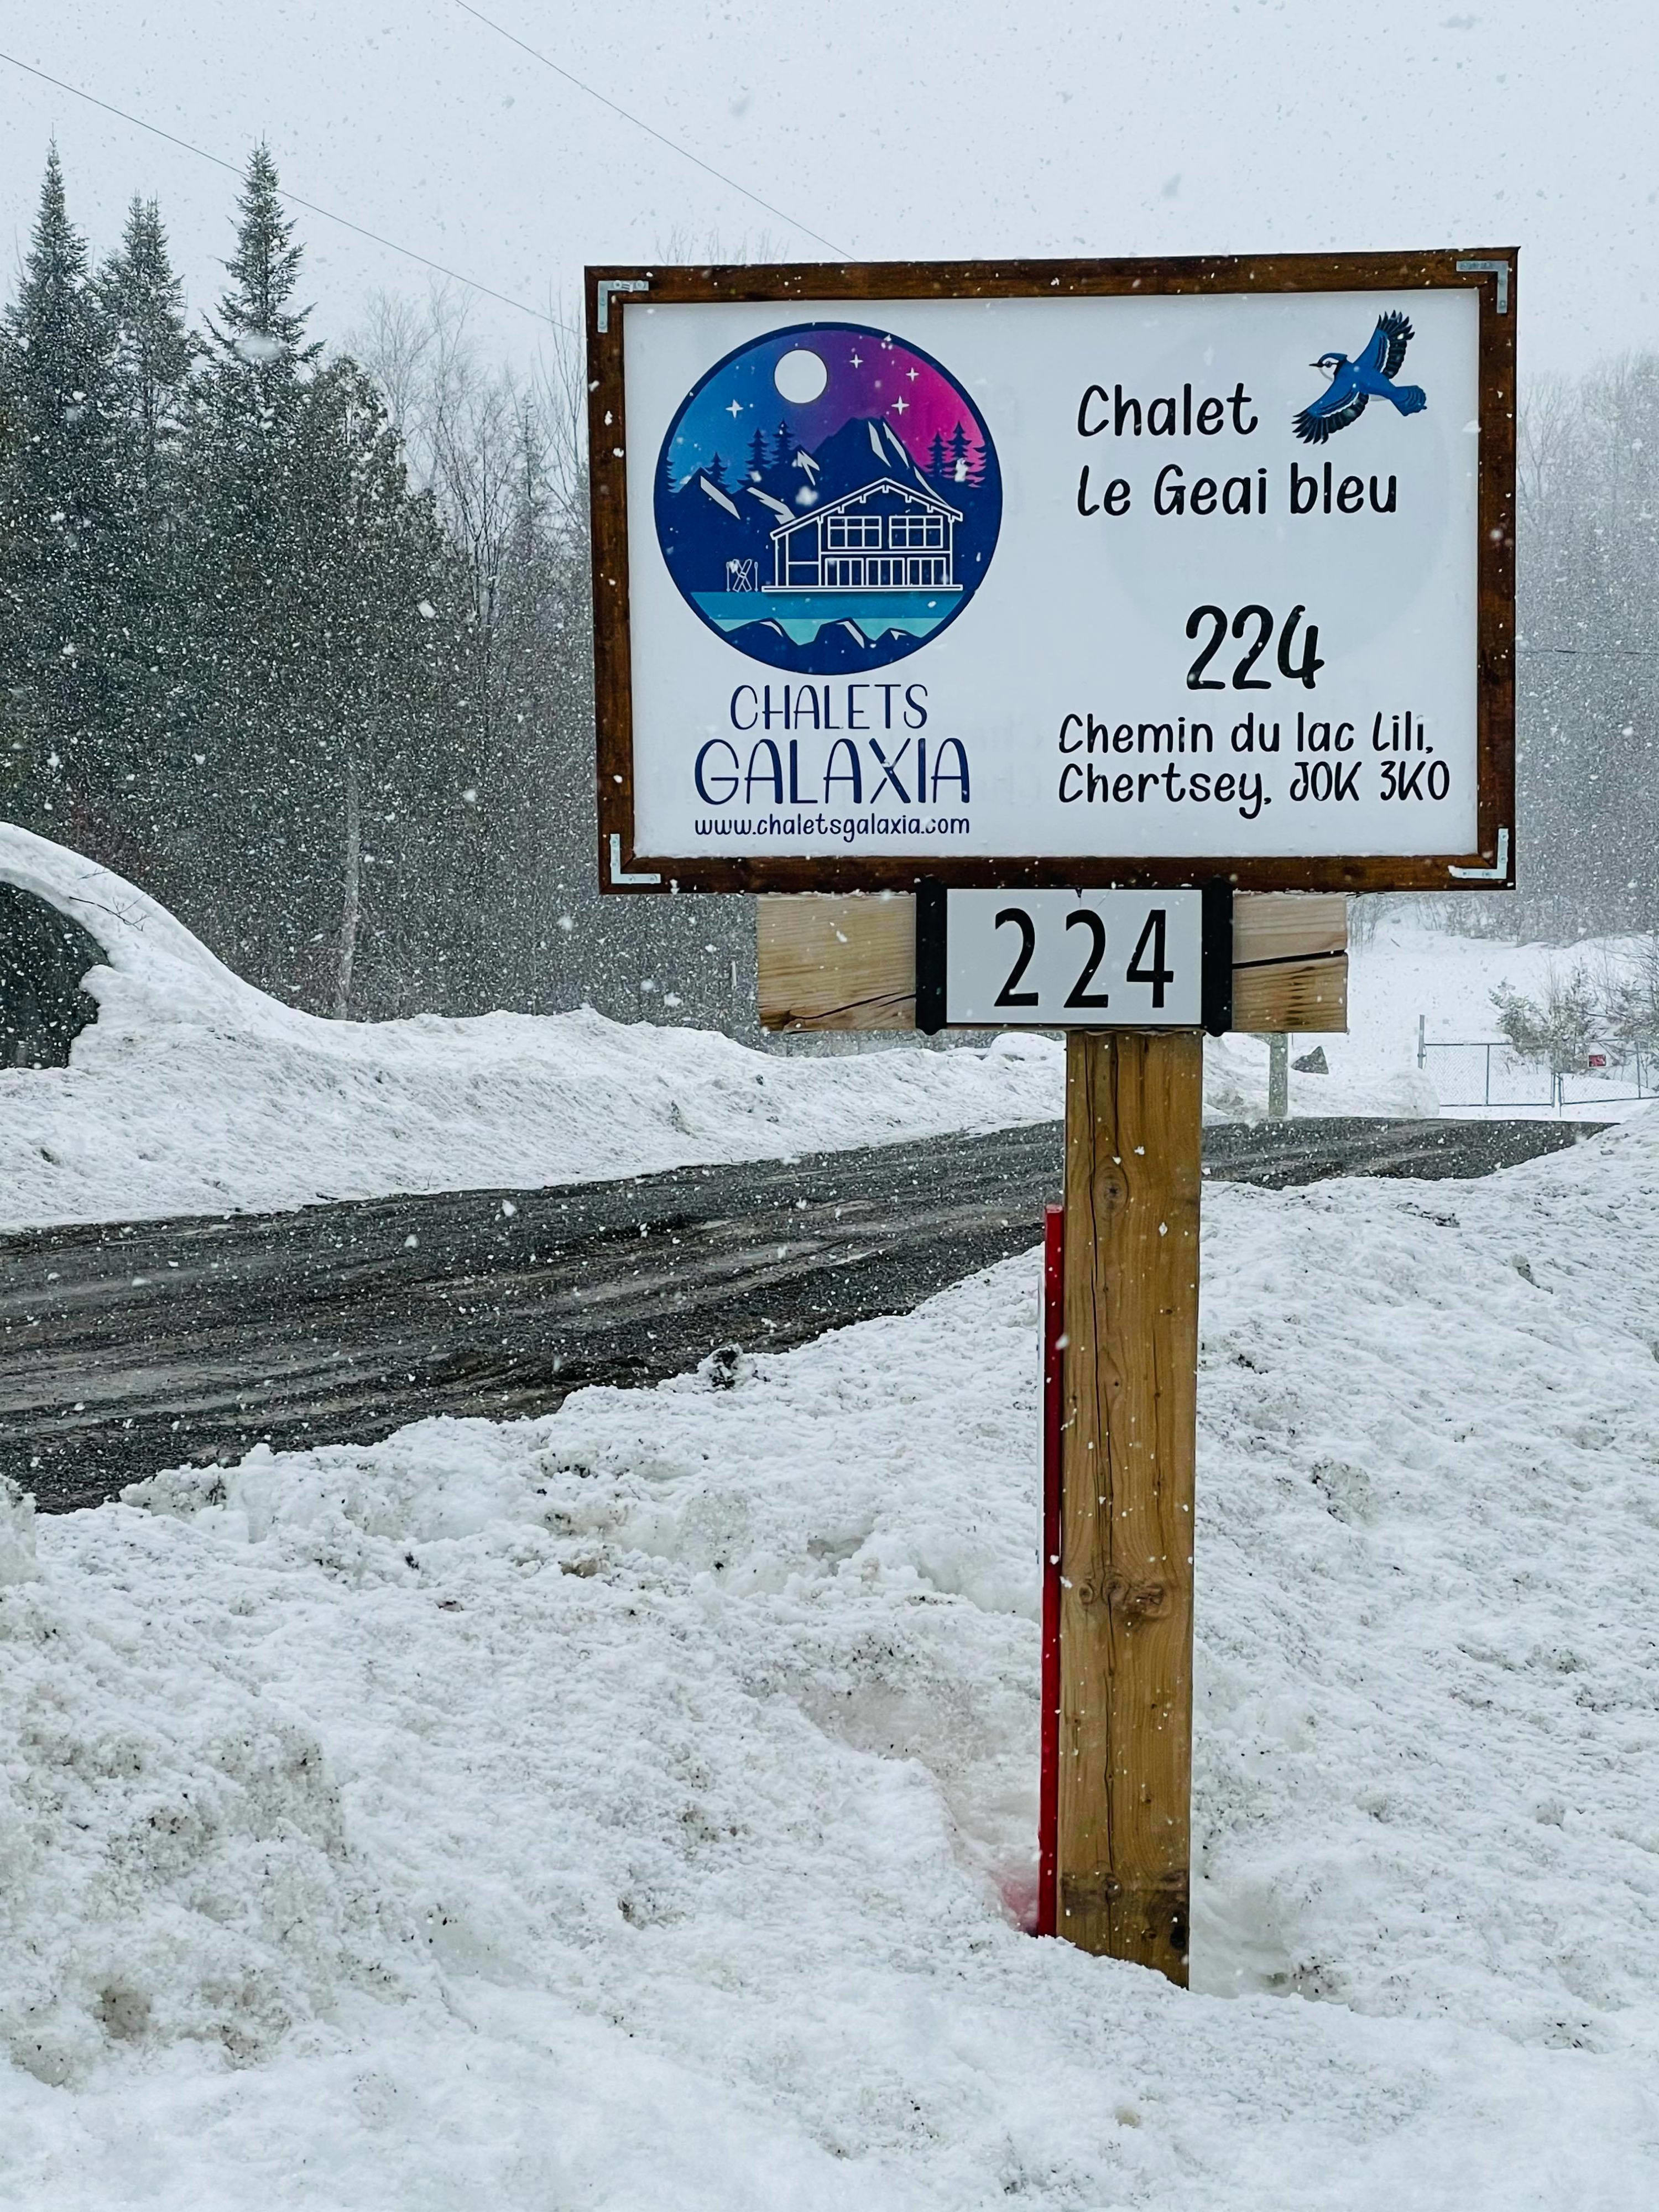 CHALETS
GALAXIA
www.chaletsgalaxia.com
Chalet
Le Geai bleu
224
Chemin du lac Lili,
Chertsey, J0K 3K0
224